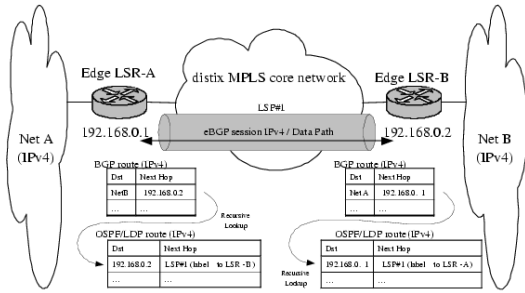 Edge LSR-A
distix MPLS core network
Edge LSR-B
LSP#1
192.168.0.1
eBGP session IPv4 / Data Path
192.168.0.2
Net A
(IPv4)
Net B
(IPv4)
BGP route (IPv4)
Dst Next Hop
NetB 192.168.0.2
... ...
BGP route (IPv4)
Dst Next Hop
NetA 192.168.0. 1
... ...
Recursive
Lookup
OSPF/LDP route (IPv4)
Dst Next Hop
192.168.0.2 LSP#1 (label to LSR -B)
... ...
Recursive
Lookup
OSPF/LDP route (IPv4)
Dst Next Hop
192.168.0. 1 LSP#1 (label to LSR -A)
... ...